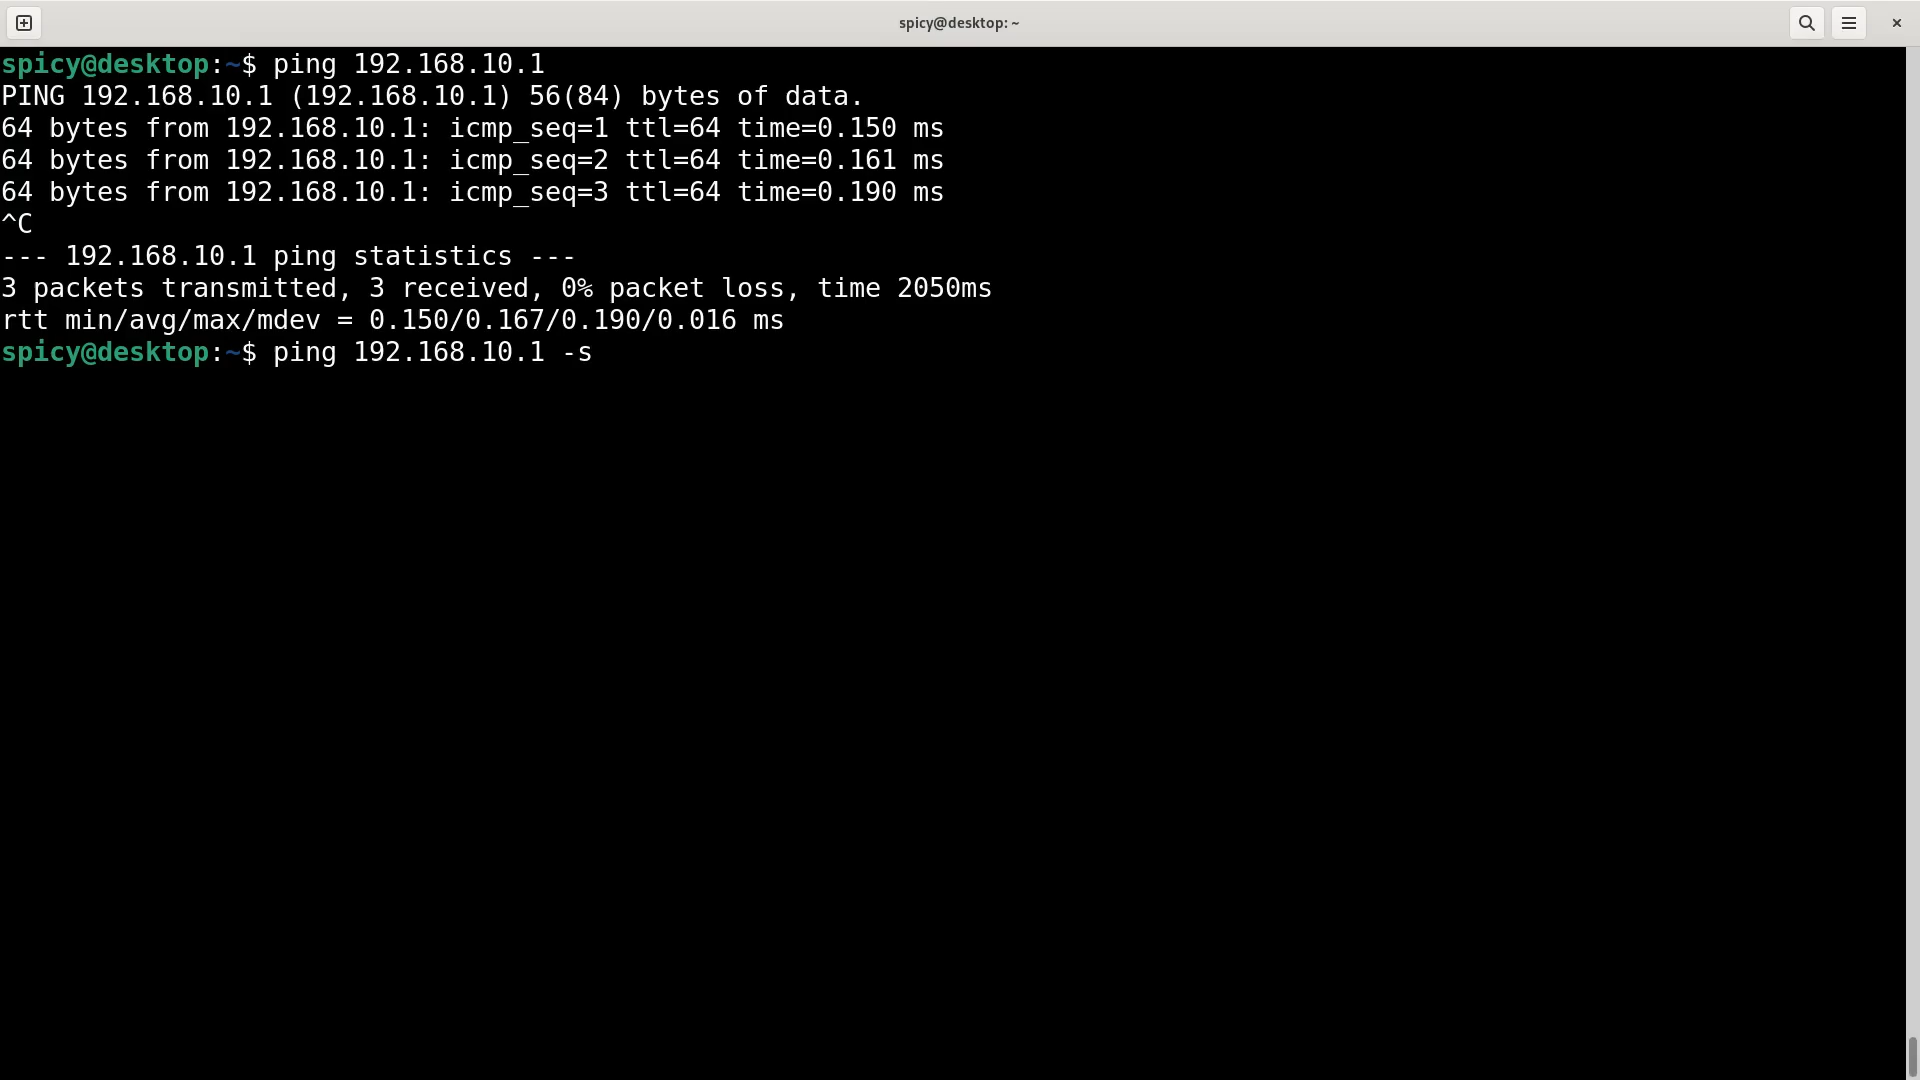 spicy@desktop: ~
spicy@desktop:~$ ping 192.168.10.1
PING 192.168.10.1 (192.168.10.1) 56(84) bytes of data.
64 bytes from 192.168.10.1: icmp_seq=1 ttl=64 time=0.150 ms
64 bytes from 192.168.10.1: icmp_seq=2 ttl=64 time=0.161 ms
64 bytes from 192.168.10.1: icmp_seq=3 ttl=64 time=0.190 ms
^C
--- 192.168.10.1 ping statistics ---
3 packets transmitted, 3 received, 0% packet loss, time 2050ms
rtt min/avg/max/mdev = 0.150/0.167/0.190/0.016 ms
spicy@desktop:~$ ping 192.168.10.1 -s